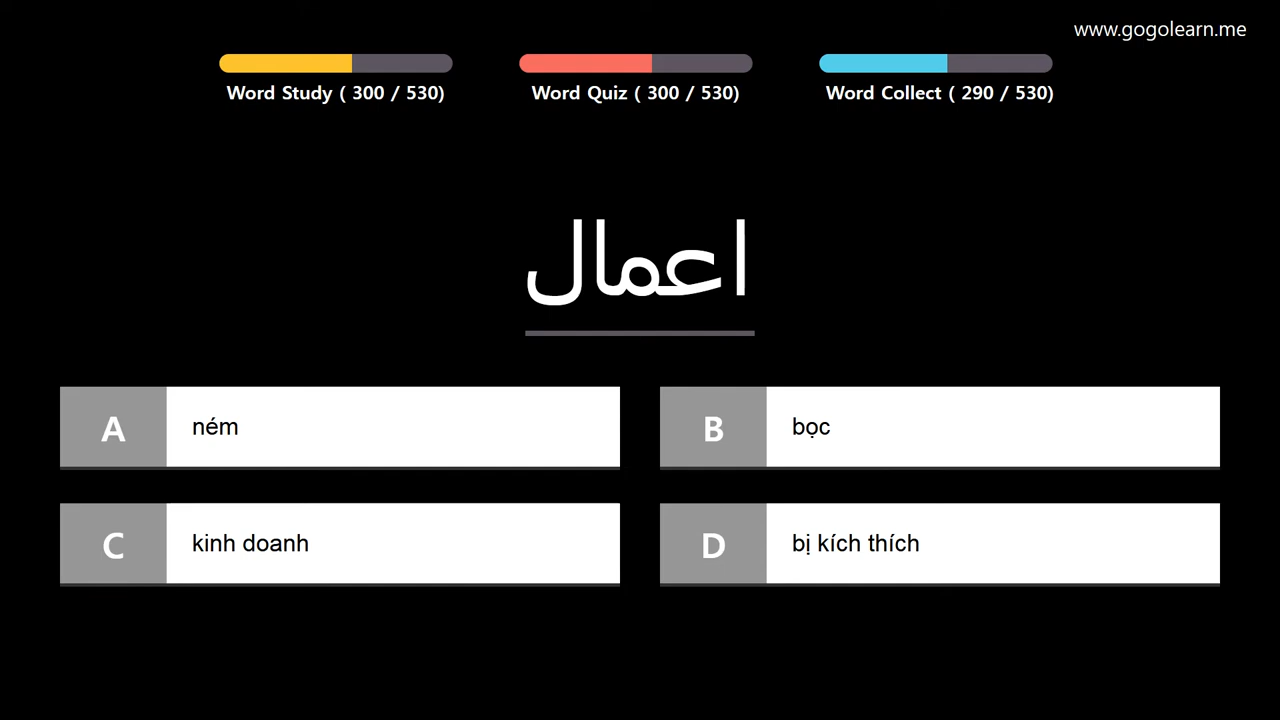 www.gogolearn.me
Word Study ( 300 / 530)
Word Quiz ( 300 / 530)
Word Collect ( 290 / 530)
اعمال
A
ném
B
bọc
C
kinh doanh
D
bị kích thích